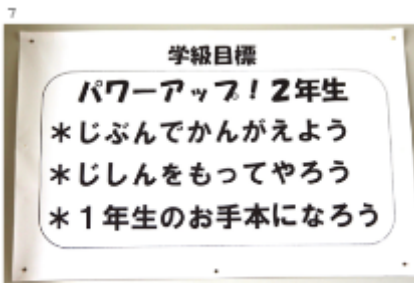 7
学級目標
パワーアップ！2年生
＊じぶんでかんがえよう
＊じしんをもってやろう
＊1年生のお手本になろう